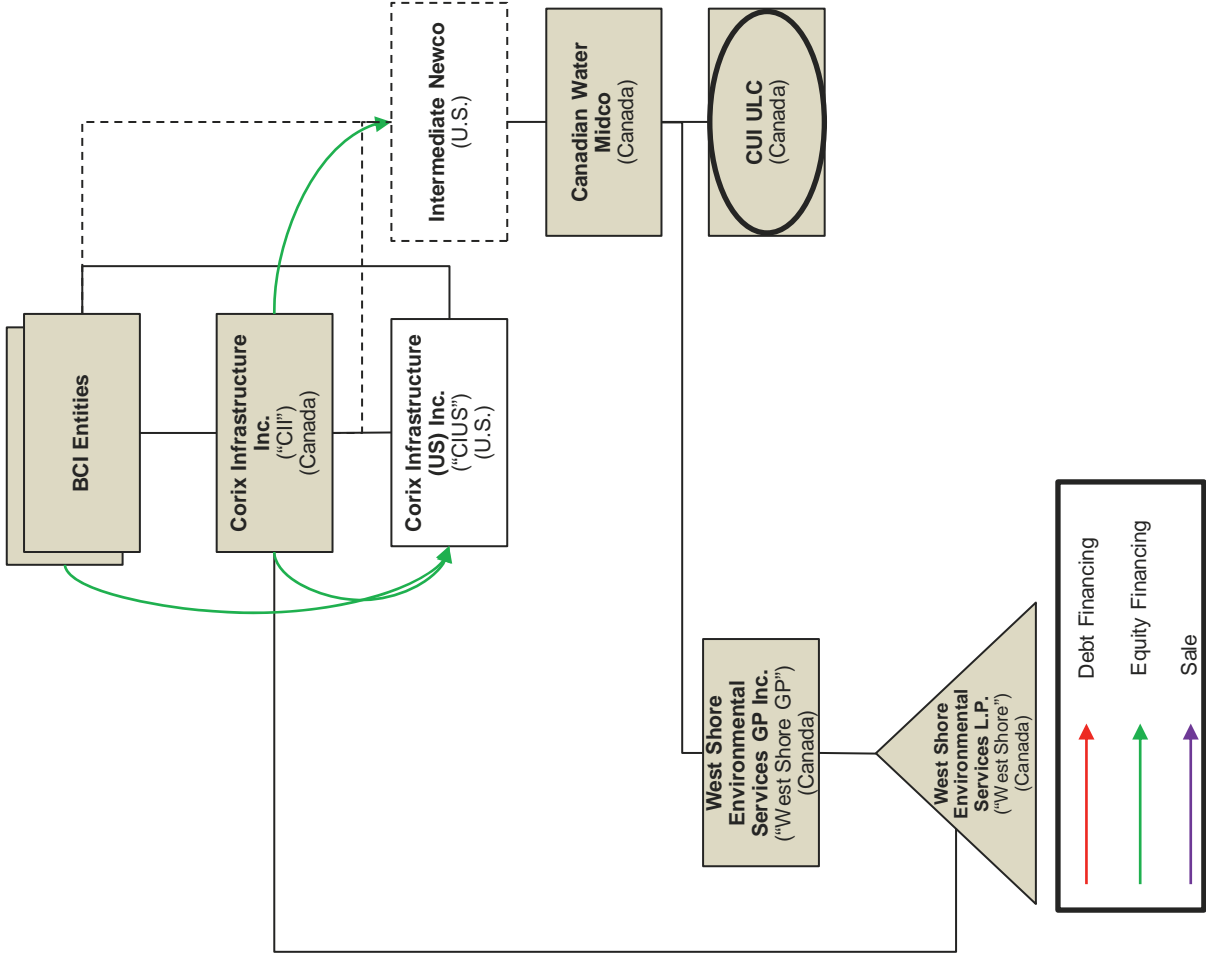 BCI Entities
Corix Infrastructure
Inc.
("CII")
(Canada)
Corix Infrastructure
(US) Inc.
("CIUS")
(U.S.)
Intermediate Newco
(U.S.)
Canadian Water
Midco
(Canada)
CUI ULC
(Canada)
West Shore
Environmental
Services GP Inc.
("West Shore GP")
(Canada)
West Shore
Environmental
Services L.P.
("West Shore")
(Canada)
Debt Financing
Equity Financing
Sale